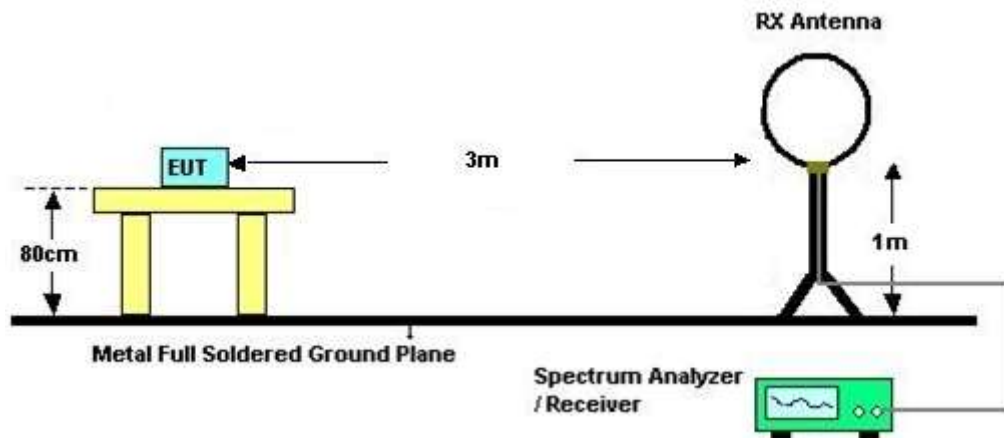 RX Antenna
EUT
3m
80cm
1m
Metal Full Soldered Ground Plane
Spectrum Analyzer
/ Receiver